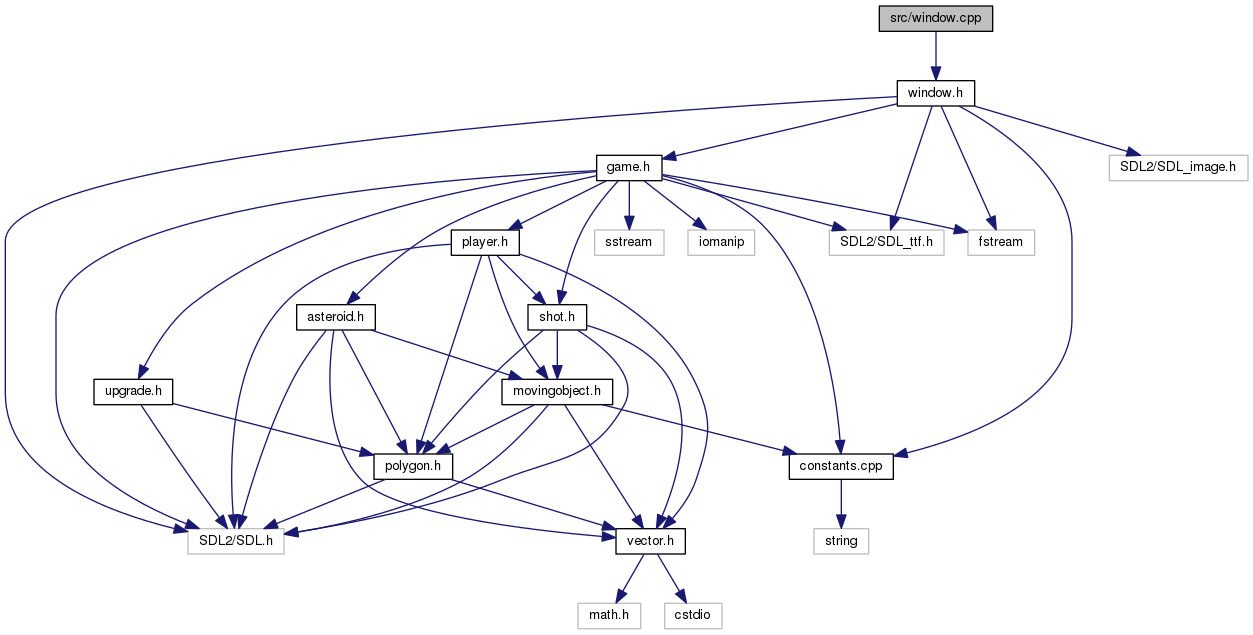 src/window.cpp
window.h
game.h
SDL2/SDL_image.h
player.h
sstream
iomanip
SDL2/SDL_ttf.h
fstream
asteroid.h
shot.h
upgrade.h
movingobject.h
polygon.h
constants.cpp
SDL2/SDL.h
vector.h
string
math.h
cstdio